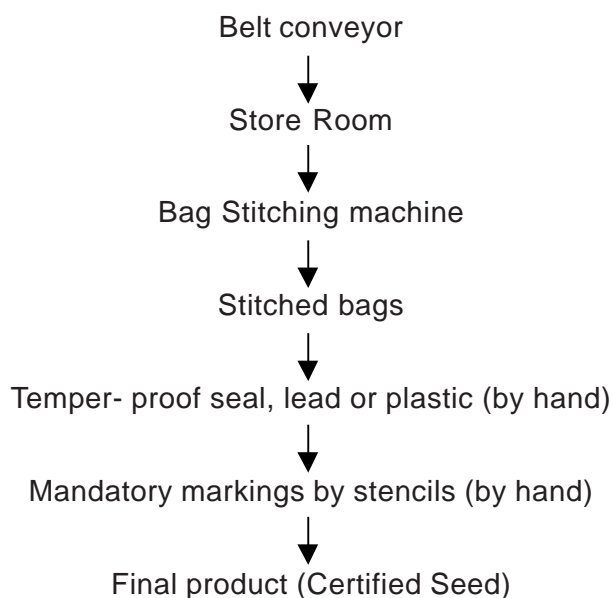 Belt conveyor
Store Room
Bag Stitching machine
Stitched bags
Temper- proof seal, lead or plastic (by hand)
Mandatory markings by stencils (by hand)
Final product (Certified Seed)